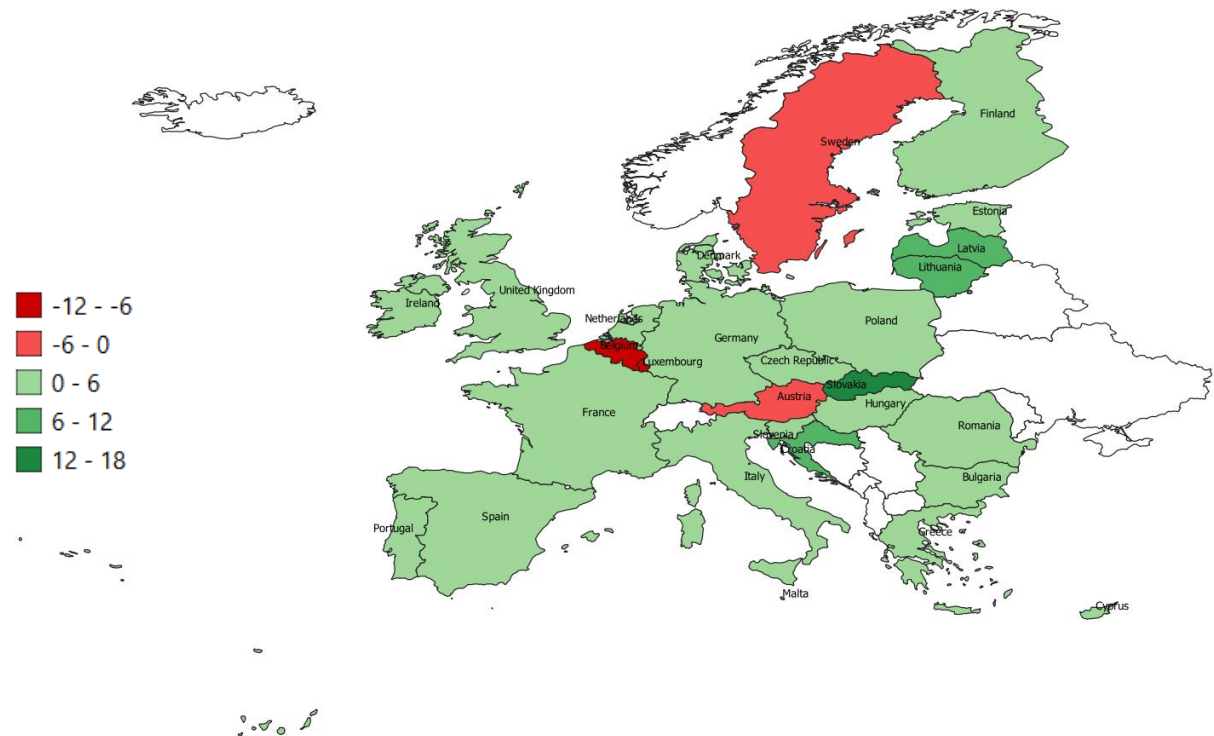 -12 - -6
-6 - 0
0 - 6
6 - 12
12 - 18
Finland
Sweden
Estonia
Latvia
Denmark
Lithuania
United Kingdom
Ireland
Netherlands
Poland
Germany
Belgium
Czech Republic
Luxembourg
Slovakia
Austria
Hungary
France
Romania
Slovenia
Croatia
Italy
Bulgaria
Spain
Portugal
Greece
Malta
Cyprus